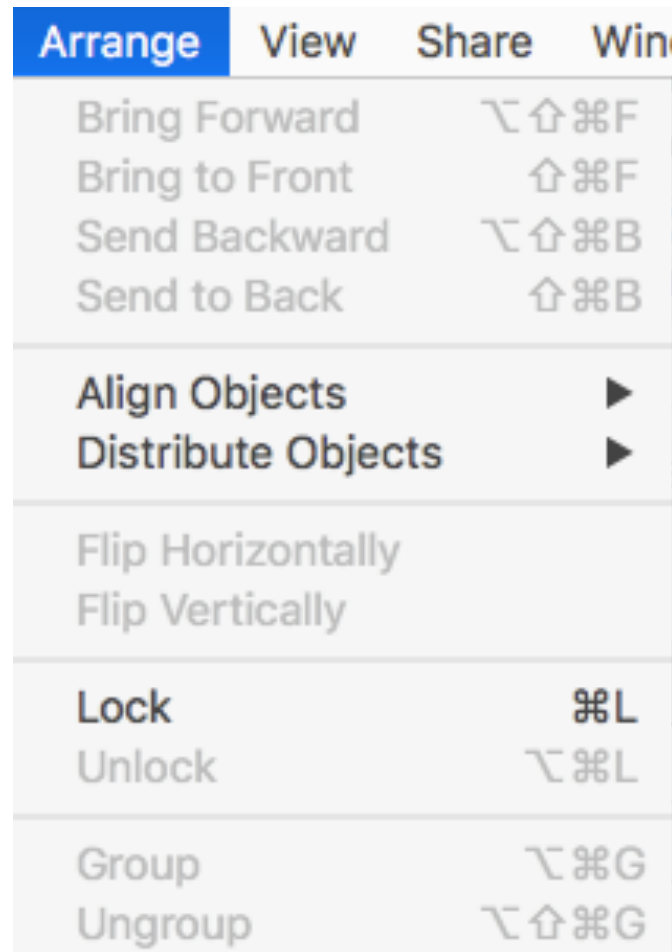 Arrange View Share Win
Bring Forward ⌥⇧⌘F
Bring to Front ⇧⌘F
Send Backward ⌥⇧⌘B
Send to Back ⇧⌘B
Align Objects ▶
Distribute Objects ▶
Flip Horizontally
Flip Vertically
Lock ⌘L
Unlock ⌥⌘L
Group ⌥⌘G
Ungroup ⌥⇧⌘G